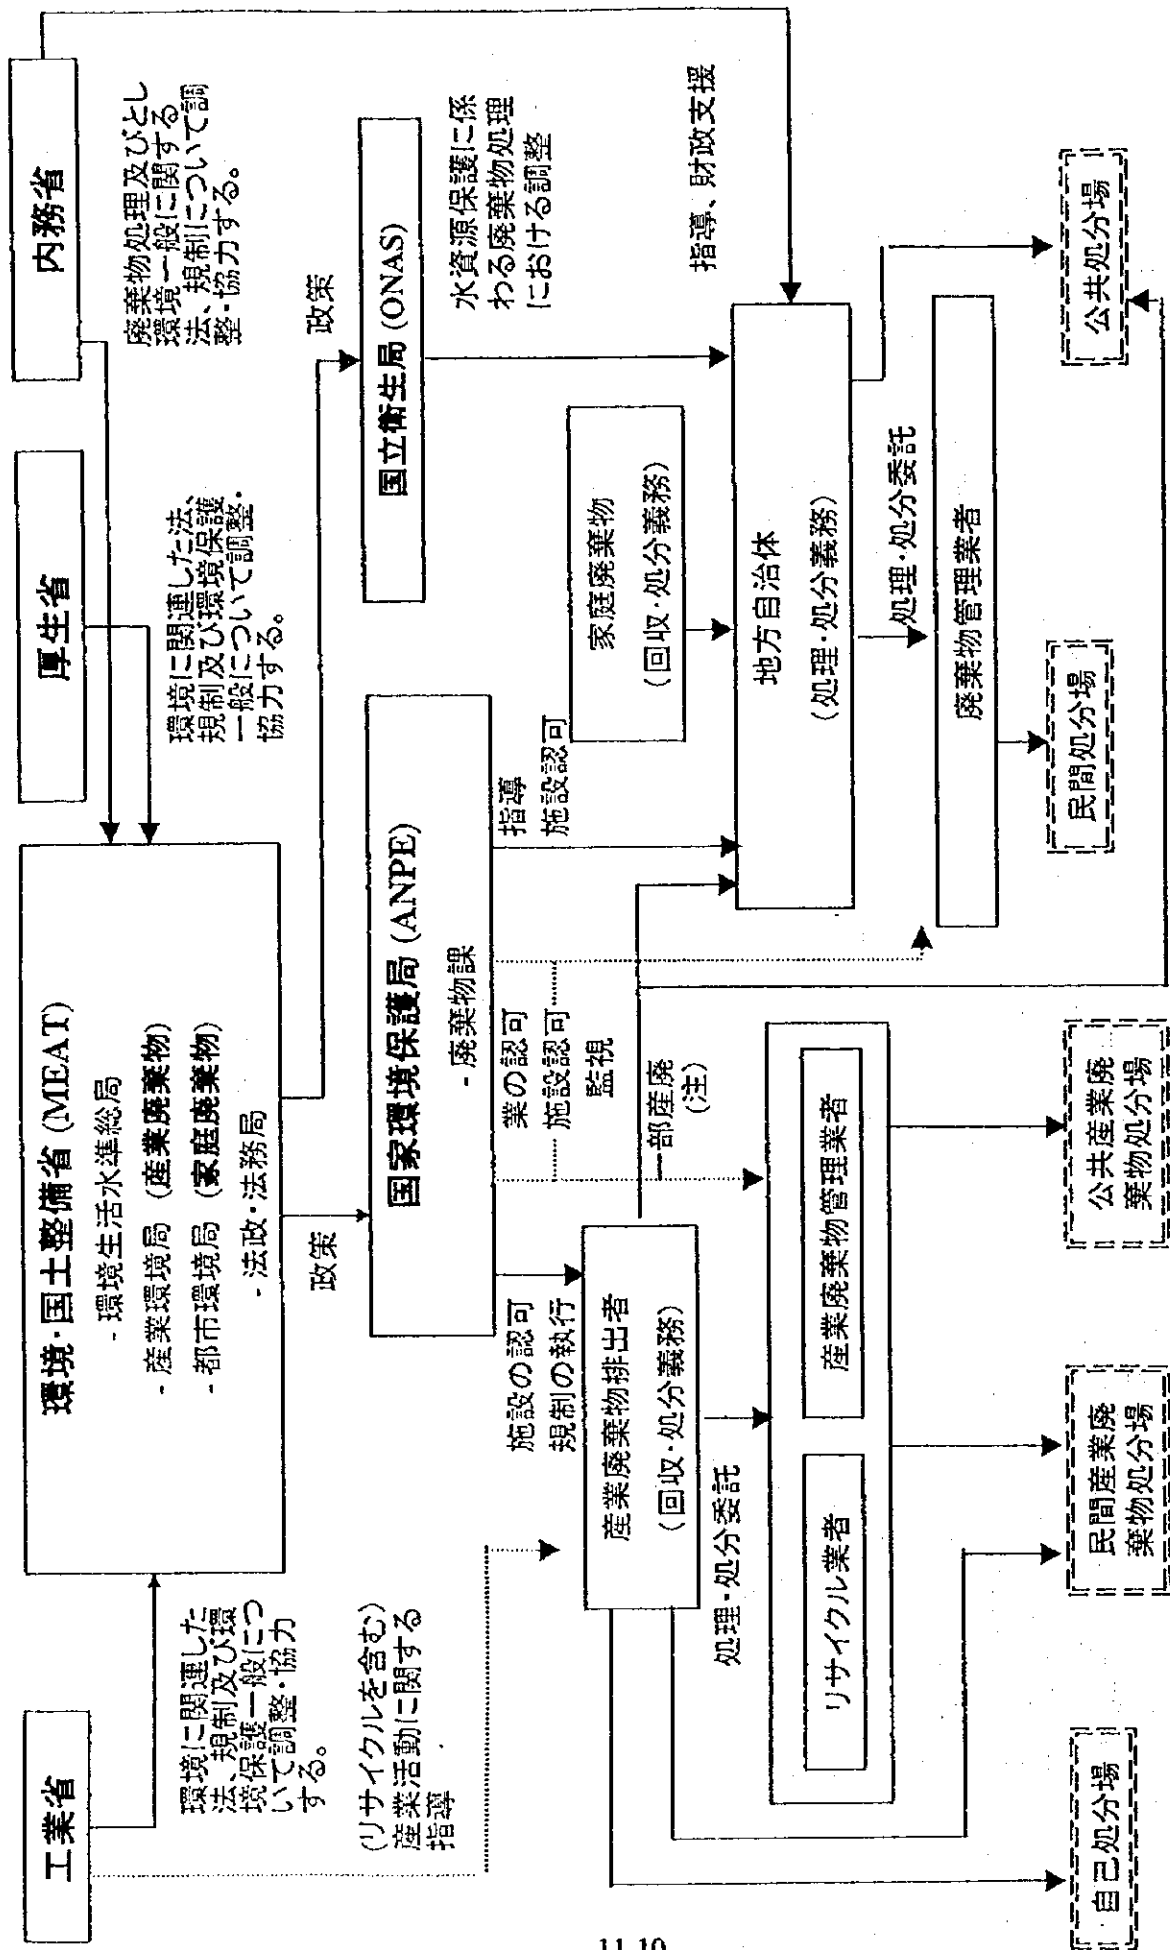 工業省
環境・国土整備省 (MEAT)
- 環境生活水準総局
- 産業環境局 (産業廃棄物)
- 都市環境局 (家庭廃棄物)
- 法政・法務局
厚生省
内務省
環境に関連した
法、規制及び環
境保護一般につ
いて調整・協力
する。
環境に関連した法、
規制及び環境保護
一般について調整・
協力する。
廃棄物処理及びとし
環境一般に関する
法、規制について調
整・協力する。
(リサイクルを含む)
産業活動に関する
指導
政策
政策
国家環境保護局 (ANPE)
- 廃棄物課
国立衛生局 (ONAS)
水資源保護に係
わる廃棄物処理
における調整
施設の認可
規制の執行
業の認可
施設認可
監視
指導
施設認可
指導、財政支援
産業廃棄物排出者
(回収・処分義務)
一部産廃
(注)
家庭廃棄物
(回収・処分義務)
処理・処分委託
地方自治体
(処理・処分義務)
リサイクル業者
産業廃棄物管理業者
処理・処分委託
廃棄物管理業者
自己処分場
民間産業廃
棄物処分場
公共産業廃
棄物処分場
民間処分場
公共処分場
11-10